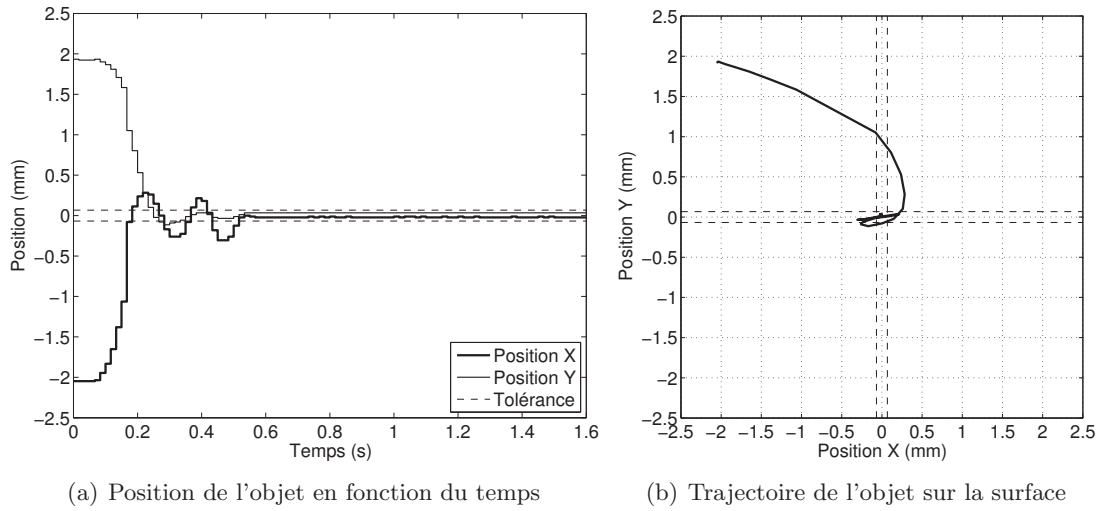 2.5
2
1.5
1
0.5
0
−0.5
−1
−1.5
−2
−2.5
Position (mm)
0 0.2 0.4 0.6 0.8 1 1.2 1.4 1.6
Temps (s)
Position X
Position Y
Tolérance
(a) Position de l'objet en fonction du temps
2.5
2
1.5
1
0.5
0
−0.5
−1
−1.5
−2
−2.5
Position Y (mm)
−2.5 −2 −1.5 −1 −0.5 0 0.5 1 1.5 2 2.5
Position X (mm)
(b) Trajectoire de l'objet sur la surface